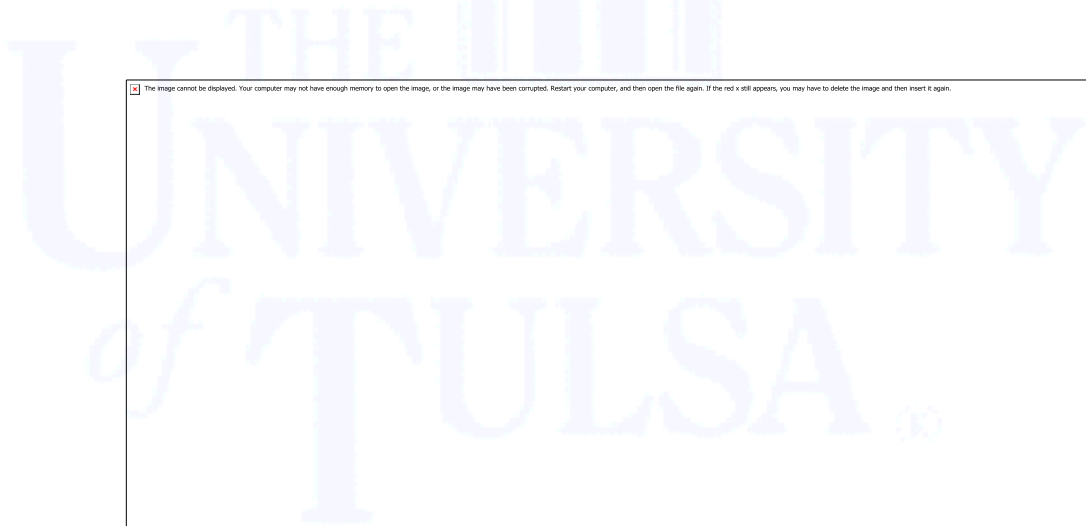 THE
UNIVERSITY
of TULSA
The image cannot be displayed. Your computer may not have enough memory to open the image, or the image may have been corrupted. Restart your computer, and then open the file again. If the red x still appears, you may have to delete the image and then insert it again.